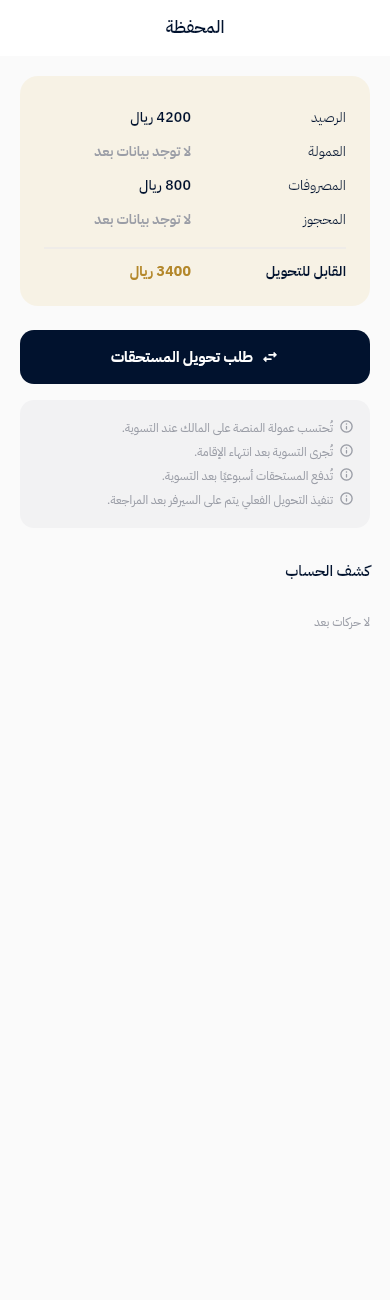 المحفظة
الرصيد 4200 ريال
العمولة لا توجد بيانات بعد
المصروفات 800 ريال
المحجوز لا توجد بيانات بعد
القابل للتحويل 3400 ريال
طلب تحويل المستحقات
تُحتسب عمولة المنصة على المالك عند التسوية.
تُجرى التسوية بعد انتهاء الإقامة.
تُدفع المستحقات أسبوعيًا بعد التسوية.
تنفيذ التحويل الفعلي يتم على السيرفر بعد المراجعة.
كشف الحساب
لا حركات بعد